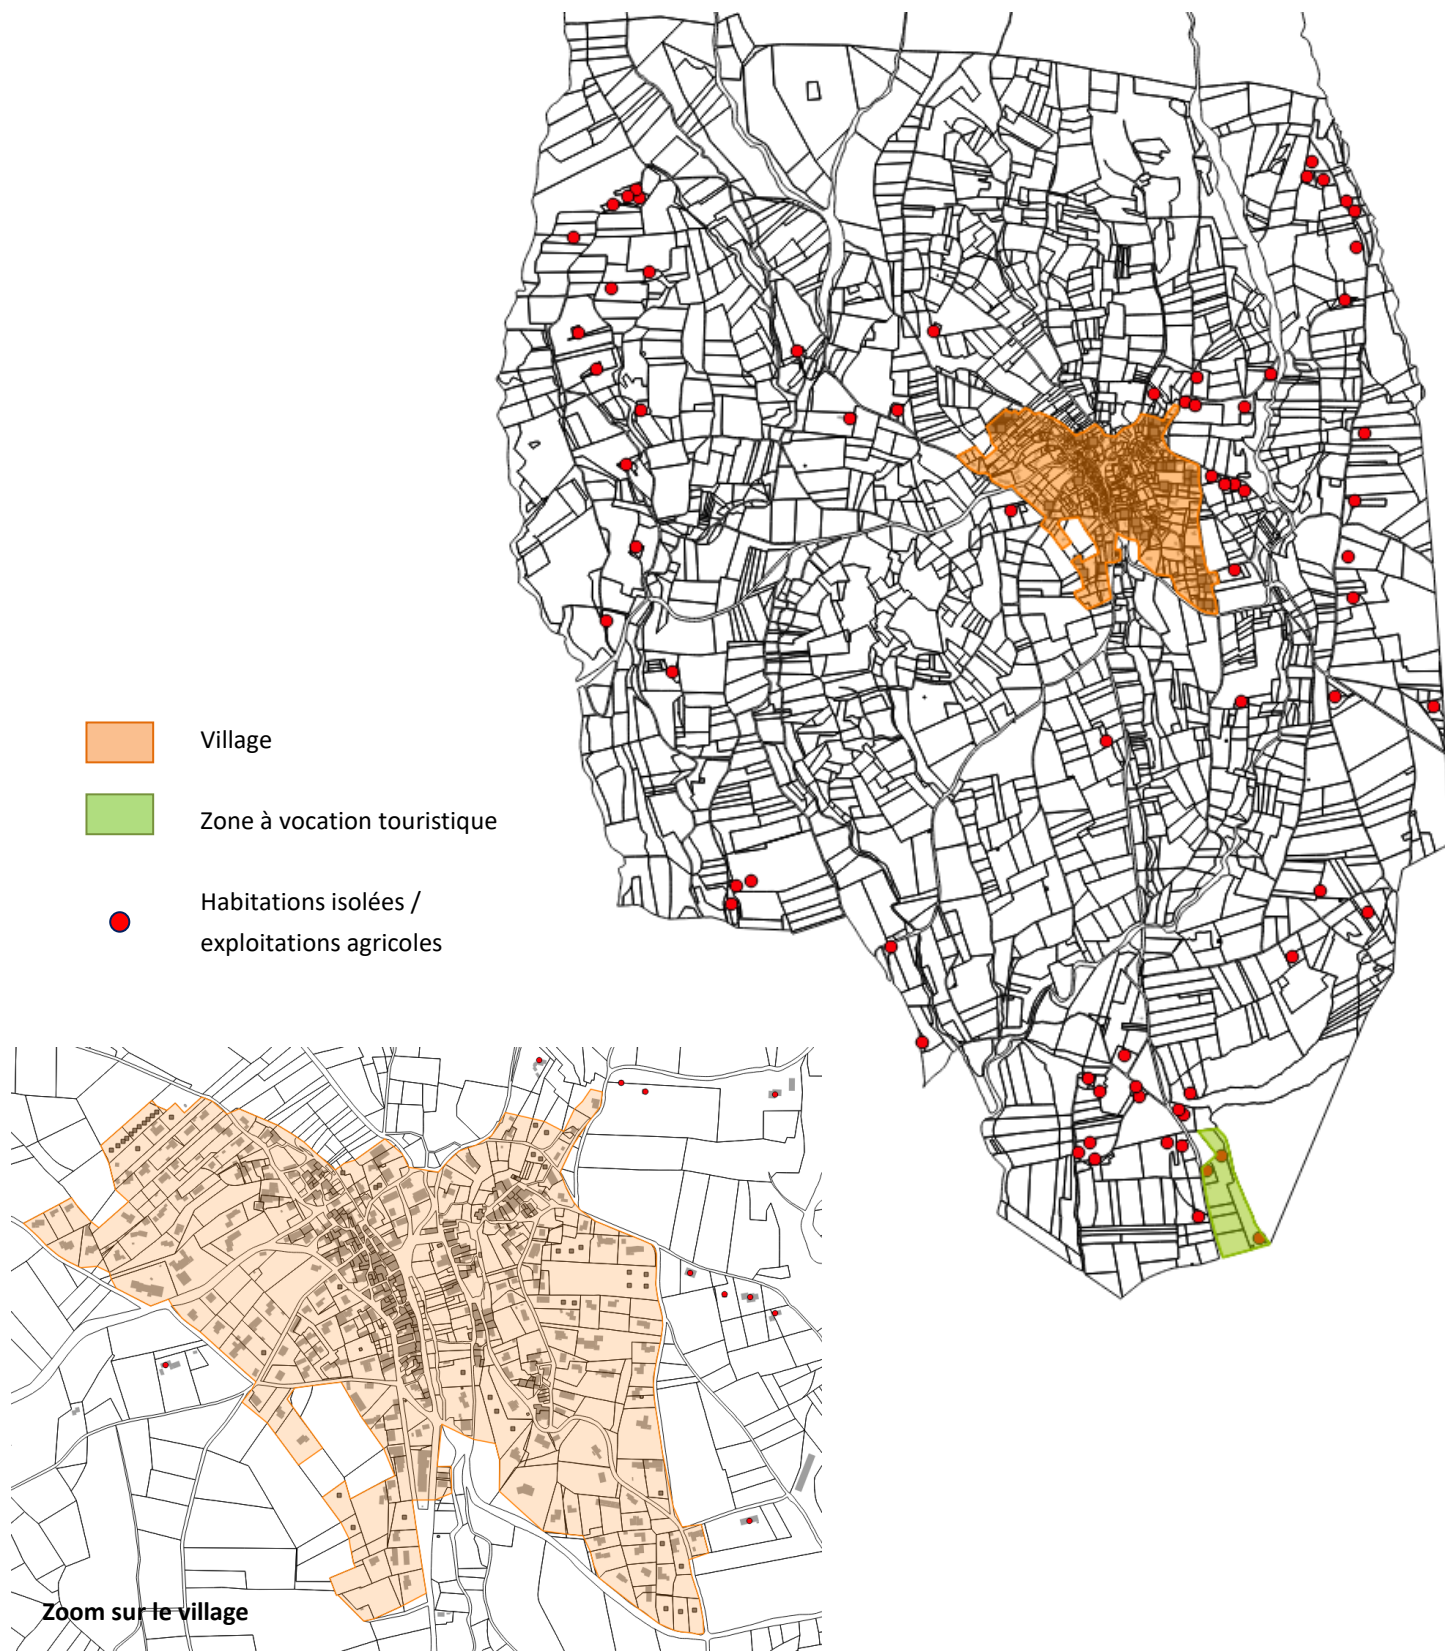 Village
Zone à vocation touristique
Habitations isolées /
exploitations agricoles
Zoom sur le village